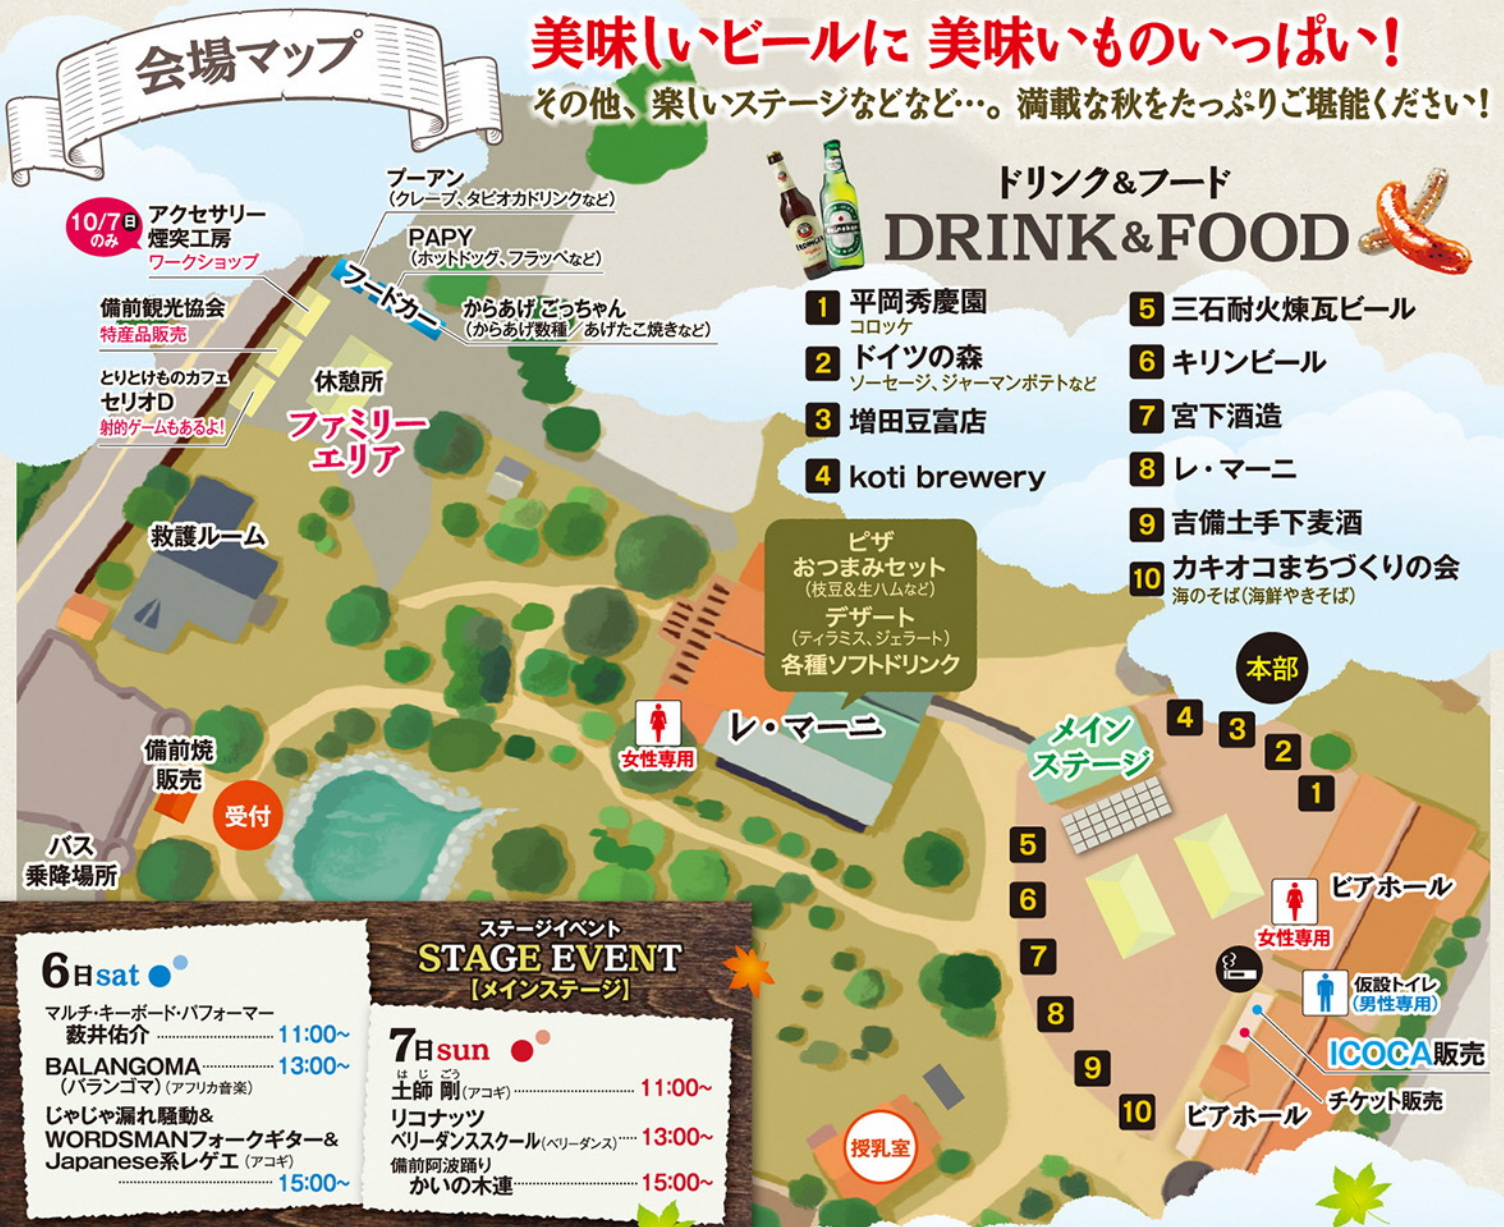 会場マップ
美味しいビールに 美味いものいっぱい！
その他、楽しいステージなどなど…。満載な秋をたっぷりご堪能ください！
10/7日
のみ
アクセサリー
煙突工房
ワークショップ
備前観光協会
特産品販売
とりとけものカフェ
セリオD
射的ゲームもあるよ！
プーアン
（クレープ、タピオカドリンクなど）
PAPY
（ホットドッグ、フラッペなど）
フードカー
からあげ ごっちゃん
（からあげ数種／あげたこ焼きなど）
休憩所
ファミリー
エリア
救護ルーム
ドリンク&フード
DRINK&FOOD
1 平岡秀慶園
コロッケ
2 ドイツの森
ソーセージ、ジャーマンポテトなど
3 増田豆富店
4 koti brewery
5 三石耐火煉瓦ビール
6 キリンビール
7 宮下酒造
8 レ・マーニ
9 吉備土手下麦酒
10 カキオコまちづくりの会
海のそば（海鮮やきそば）
ピザ
おつまみセット
（枝豆&生ハムなど）
デザート
（ティラミス、ジェラート）
各種ソフトドリンク
レ・マーニ
女性専用
備前焼
販売
受付
バス
乗降場所
本部
メイン
ステージ
4
3
2
1
5
6
7
8
9
10
ビアホール
女性専用
仮設トイレ
（男性専用）
ICOCA販売
チケット販売
ビアホール
授乳室
ステージイベント
STAGE EVENT
【メインステージ】
6日sat
マルチ・キーボード・パフォーマー
薮井佑介 11:00~
BALANGOMA 13:00~
（バランゴマ）（アフリカ音楽）
じゃじゃ漏れ騒動&
WORDSMANフォークギター&
Japanese系レゲエ（アコギ）
15:00~
7日sun
はじ ごう
土師 剛（アコギ） 11:00~
リコナッツ
ベリーダンススクール（ベリーダンス） 13:00~
備前阿波踊り
かいの木連 15:00~